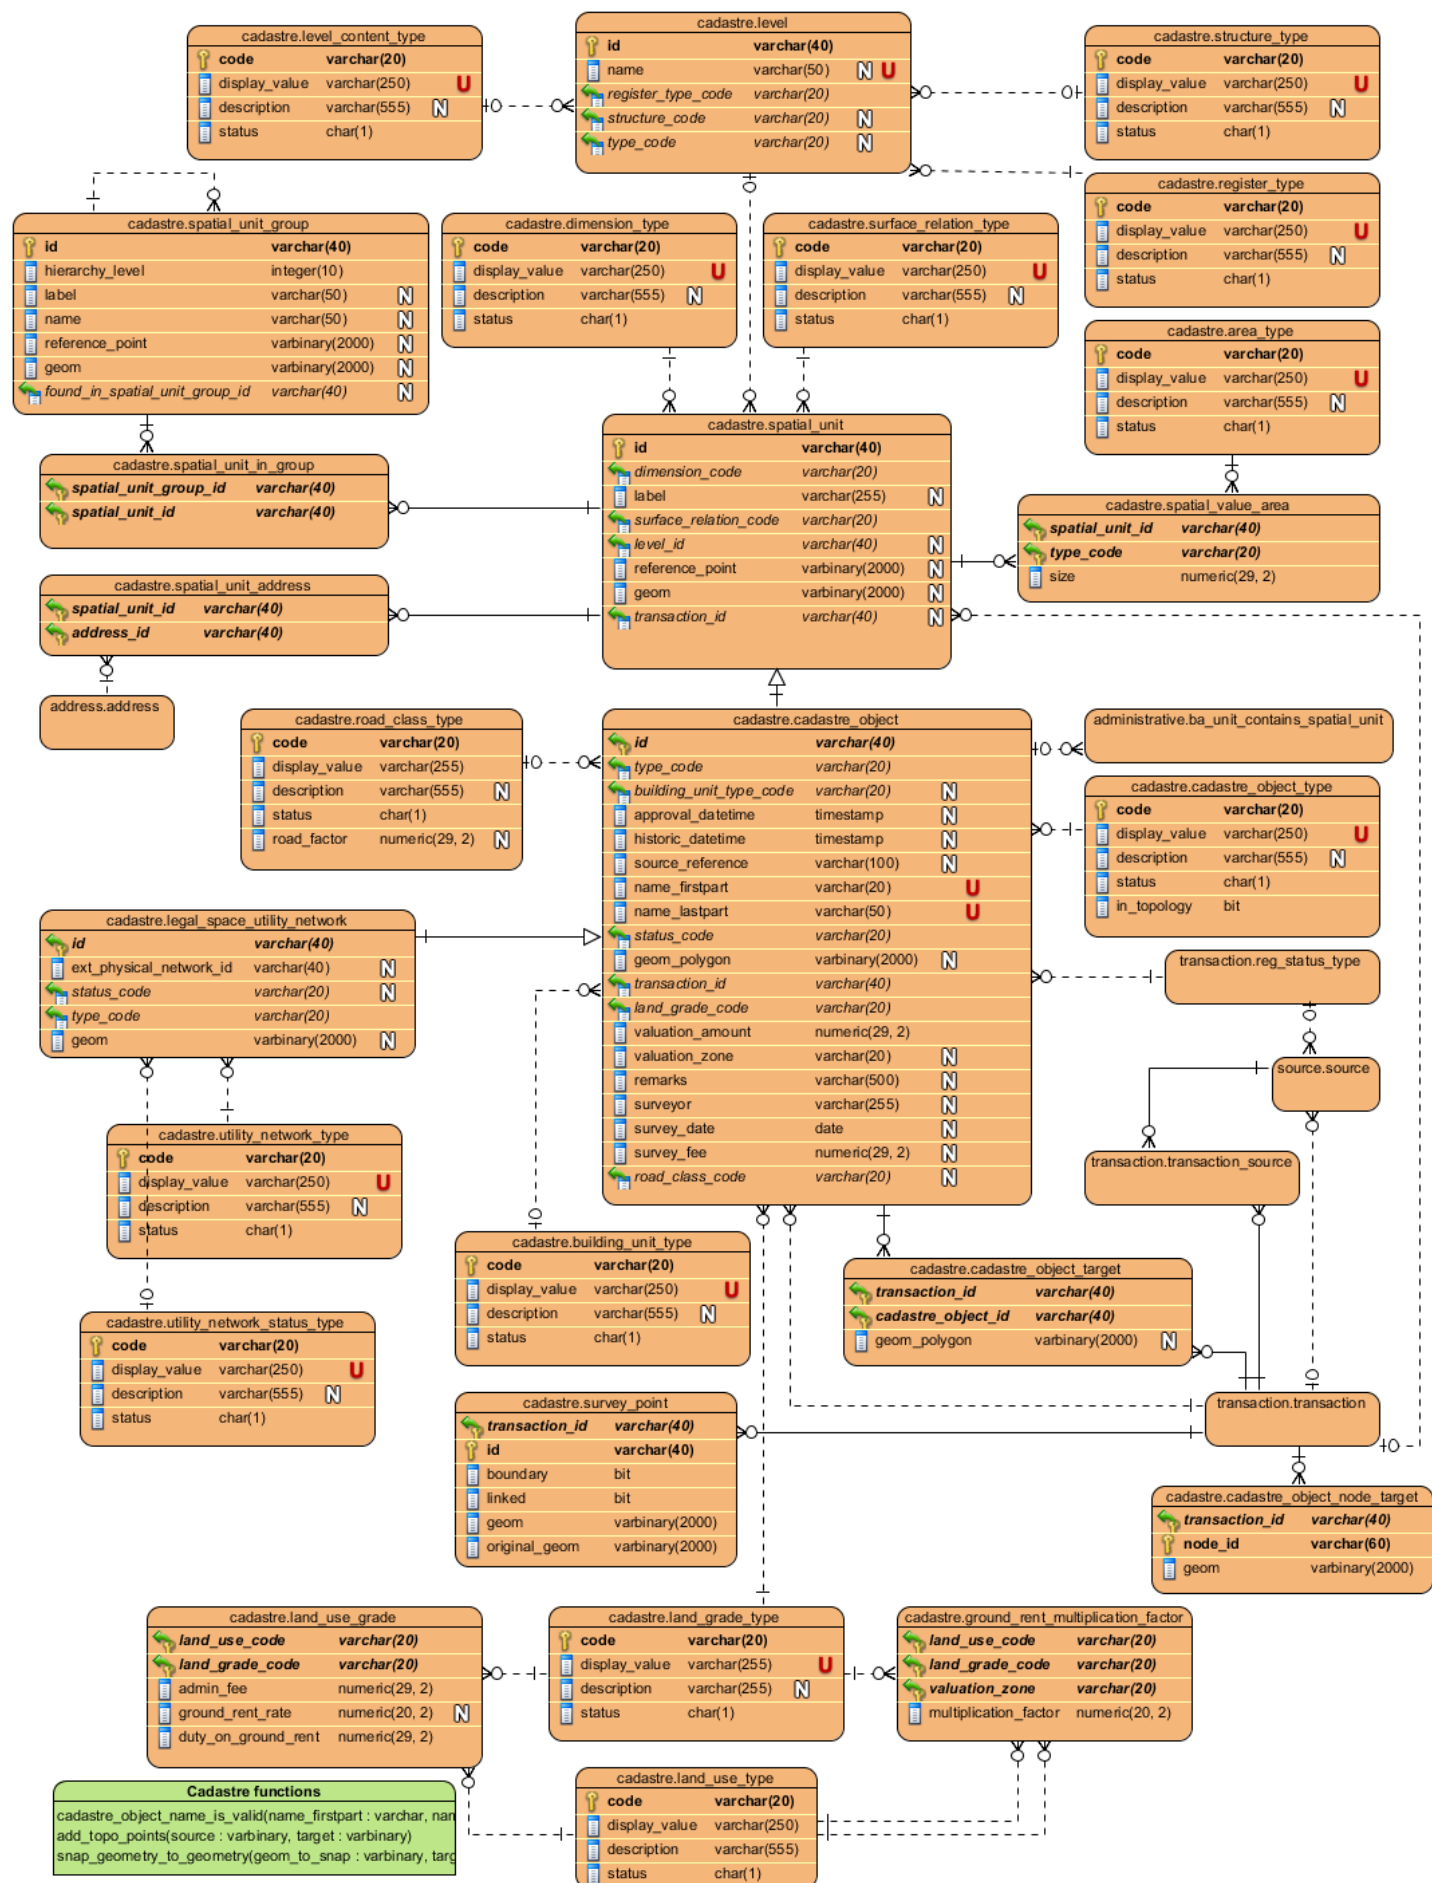 cadastre.level_content_type
code varchar(20)
display_value varchar(250) U
description varchar(555) N
status char(1)
cadastre.level
id varchar(40)
name varchar(50) N U
register_type_code varchar(20)
structure_code varchar(20) N
type_code varchar(20) N
cadastre.structure_type
code varchar(20)
display_value varchar(250) U
description varchar(555) N
status char(1)
cadastre.register_type
code varchar(20)
display_value varchar(250) U
description varchar(555) N
status char(1)
cadastre.spatial_unit_group
id varchar(40)
hierarchy_level integer(10)
label varchar(50) N
name varchar(50) N
reference_point varbinary(2000) N
geom varbinary(2000) N
found_in_spatial_unit_group_id varchar(40) N
cadastre.dimension_type
code varchar(20)
display_value varchar(250) U
description varchar(555) N
status char(1)
cadastre.surface_relation_type
code varchar(20)
display_value varchar(250) U
description varchar(555) N
status char(1)
cadastre.area_type
code varchar(20)
display_value varchar(250) U
description varchar(555) N
status char(1)
cadastre.spatial_unit_in_group
spatial_unit_group_id varchar(40)
spatial_unit_id varchar(40)
cadastre.spatial_unit
id varchar(40)
dimension_code varchar(20)
label varchar(255) N
surface_relation_code varchar(20)
level_id varchar(40) N
reference_point varbinary(2000) N
geom varbinary(2000) N
transaction_id varchar(40) N
cadastre.spatial_value_area
spatial_unit_id varchar(40)
type_code varchar(20)
size numeric(29, 2)
cadastre.spatial_unit_address
spatial_unit_id varchar(40)
address_id varchar(40)
address.address
cadastre.road_class_type
code varchar(20)
display_value varchar(255)
description varchar(555) N
status char(1)
road_factor numeric(29, 2) N
cadastre.cadastre_object
id varchar(40)
type_code varchar(20)
building_unit_type_code varchar(20) N
approval_datetime timestamp N
historic_datetime timestamp N
source_reference varchar(100) N
name_firstpart varchar(20) U
name_lastpart varchar(50) U
status_code varchar(20)
geom_polygon varbinary(2000) N
transaction_id varchar(40)
land_grade_code varchar(20)
valuation_amount numeric(29, 2)
valuation_zone varchar(20) N
remarks varchar(500) N
surveyor varchar(255) N
survey_date date N
survey_fee numeric(29, 2) N
road_class_code varchar(20) N
administrative.ba_unit_contains_spatial_unit
cadastre.cadastre_object_type
code varchar(20)
display_value varchar(250) U
description varchar(555) N
status char(1)
in_topology bit
cadastre.legal_space_utility_network
id varchar(40)
ext_physical_network_id varchar(40) N
status_code varchar(20) N
type_code varchar(20)
geom varbinary(2000) N
transaction.reg_status_type
source.source
transaction.transaction_source
cadastre.utility_network_type
code varchar(20)
display_value varchar(250) U
description varchar(555) N
status char(1)
cadastre.building_unit_type
code varchar(20)
display_value varchar(250) U
description varchar(555) N
status char(1)
cadastre.cadastre_object_target
transaction_id varchar(40)
cadastre_object_id varchar(40)
geom_polygon varbinary(2000) N
cadastre.utility_network_status_type
code varchar(20)
display_value varchar(250) U
description varchar(555) N
status char(1)
cadastre.survey_point
transaction_id varchar(40)
id varchar(40)
boundary bit
linked bit
geom varbinary(2000)
original_geom varbinary(2000)
transaction.transaction
cadastre.cadastre_object_node_target
transaction_id varchar(40)
node_id varchar(60)
geom varbinary(2000)
cadastre.land_use_grade
land_use_code varchar(20)
land_grade_code varchar(20)
admin_fee numeric(29, 2)
ground_rent_rate numeric(20, 2) N
duty_on_ground_rent numeric(29, 2)
cadastre.land_grade_type
code varchar(20)
display_value varchar(255) U
description varchar(255) N
status char(1)
cadastre.ground_rent_multiplication_factor
land_use_code varchar(20)
land_grade_code varchar(20)
valuation_zone varchar(20)
multiplication_factor numeric(20, 2)
Cadastre functions
cadastre_object_name_is_valid(name_firstpart : varchar, nan
add_topo_points(source : varbinary, target : varbinary)
snap_geometry_to_geometry(geom_to_snap : varbinary, targ
cadastre.land_use_type
code varchar(20)
display_value varchar(250)
description varchar(555)
status char(1)